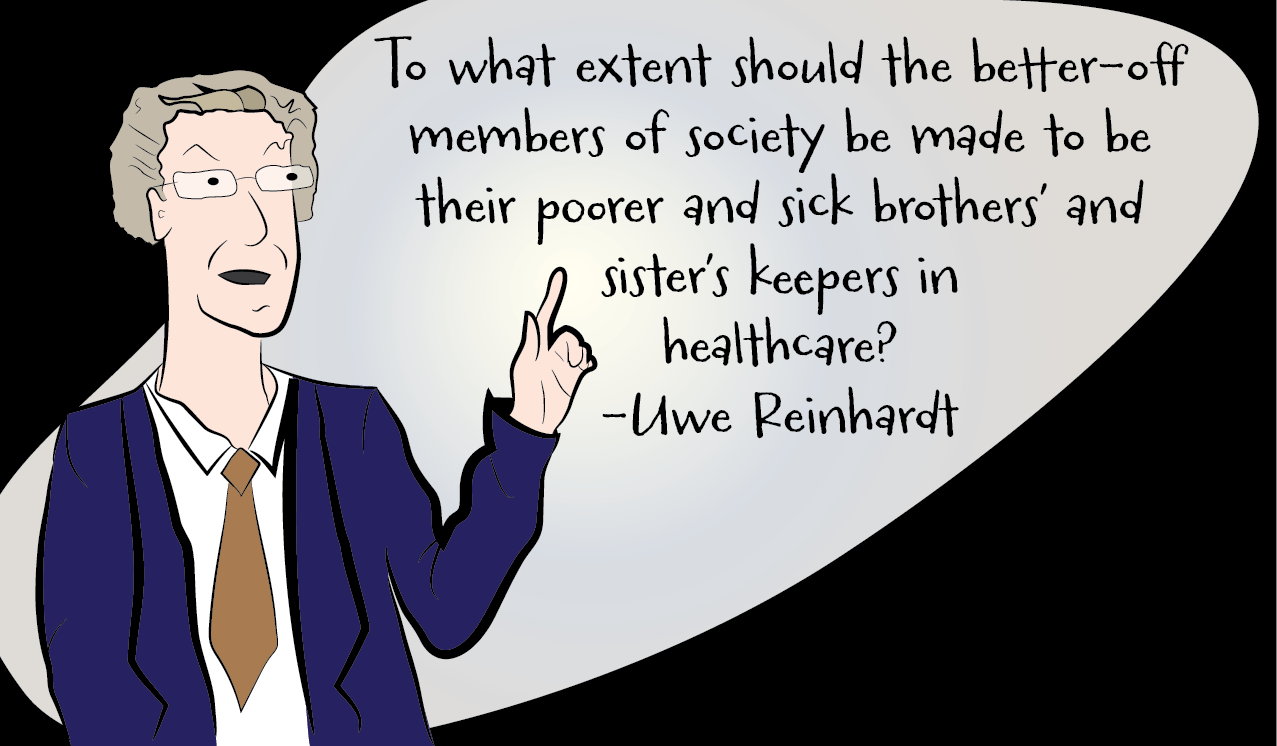 To what extent should the better-off
members of society be made to be
their poorer and sick brothers' and
sister's keepers in
healthcare?
-Uwe Reinhardt